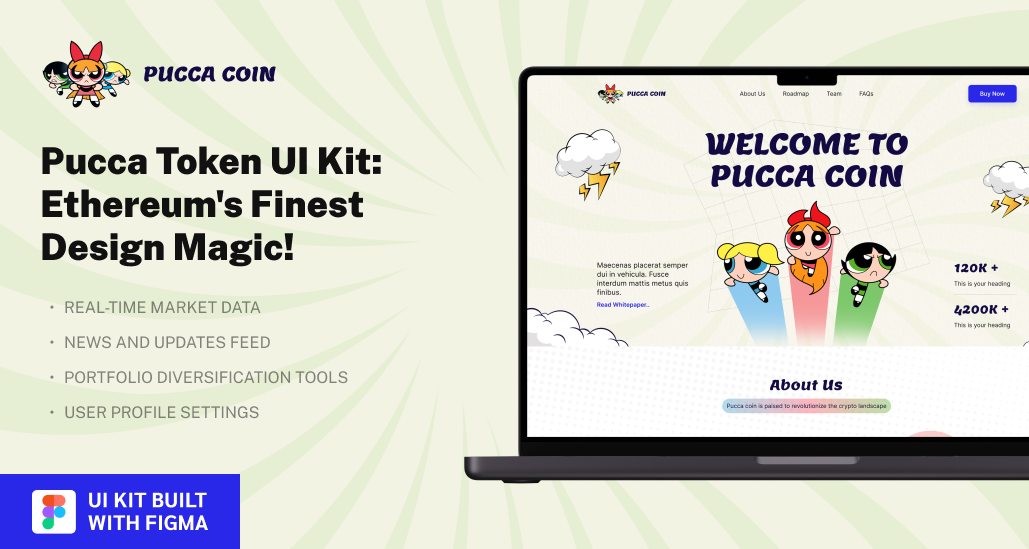 PUCCA COIN
Pucca Token UI Kit:
Ethereum's Finest
Design Magic!
• REAL-TIME MARKET DATA
• NEWS AND UPDATES FEED
• PORTFOLIO DIVERSIFICATION TOOLS
• USER PROFILE SETTINGS
UI KIT BUILT
WITH FIGMA
PUCCA COIN
About Us Roadmap Team FAQs
Buy Now
WELCOME TO
PUCCA COIN
Maecenas placerat semper
dui in vehicula. Fusce
interdum mattis metus quis
finibus.
Read Whitepaper..
120K +
This is your heading
4200K +
This is your heading
About Us
Pucca coin is paised to revolutionize the crypto landscape